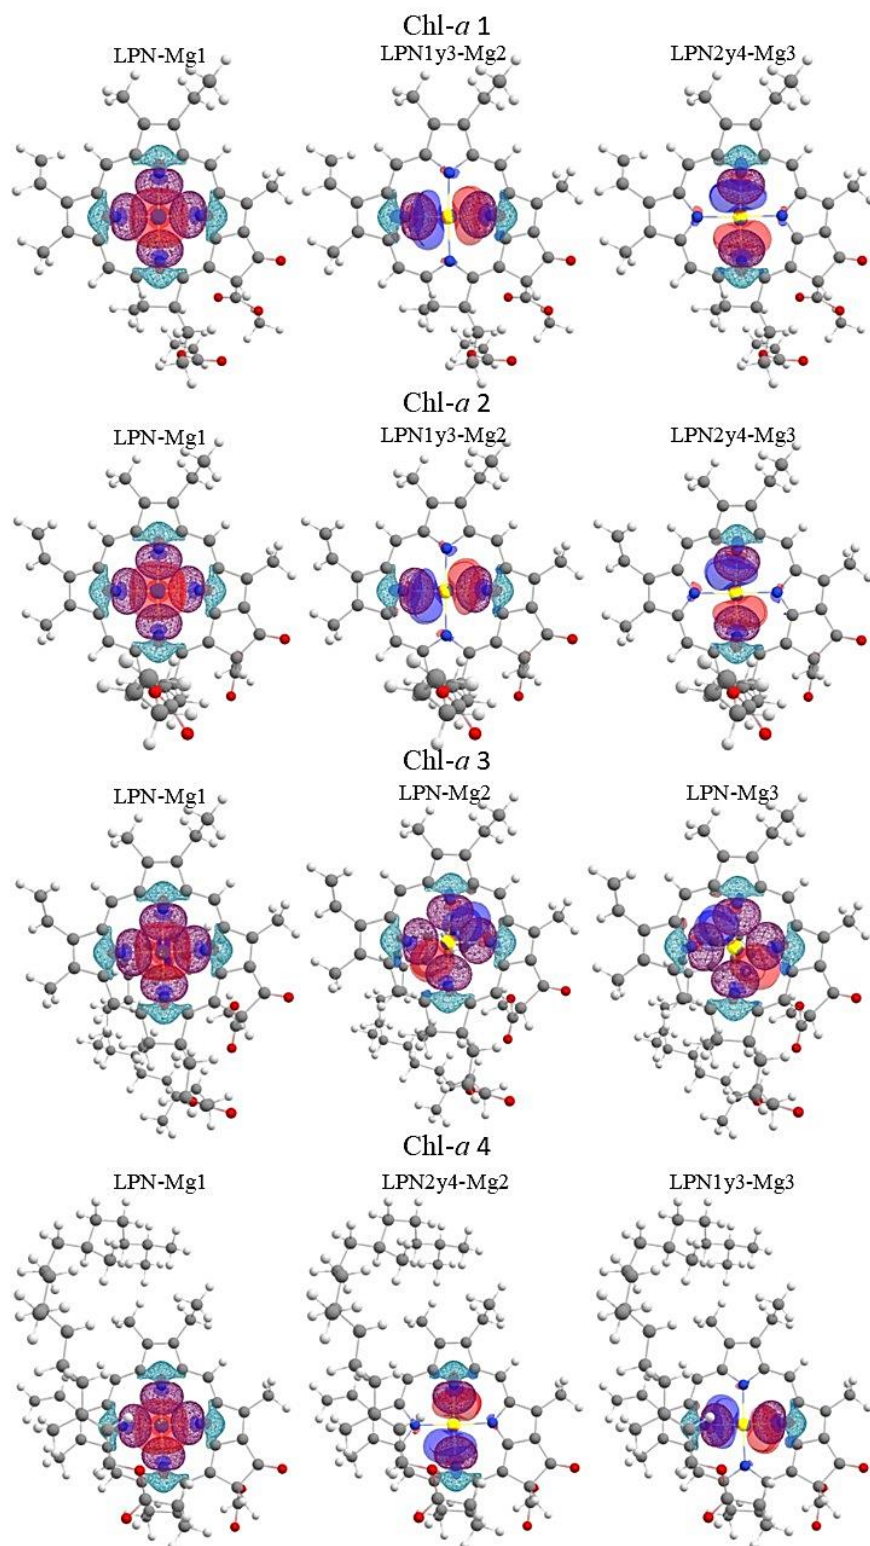 Chl-a 1
LPN-Mg1 LPN1y3-Mg2 LPN2y4-Mg3
Chl-a 2
LPN-Mg1 LPN1y3-Mg2 LPN2y4-Mg3
Chl-a 3
LPN-Mg1 LPN-Mg2 LPN-Mg3
Chl-a 4
LPN-Mg1 LPN2y4-Mg2 LPN1y3-Mg3